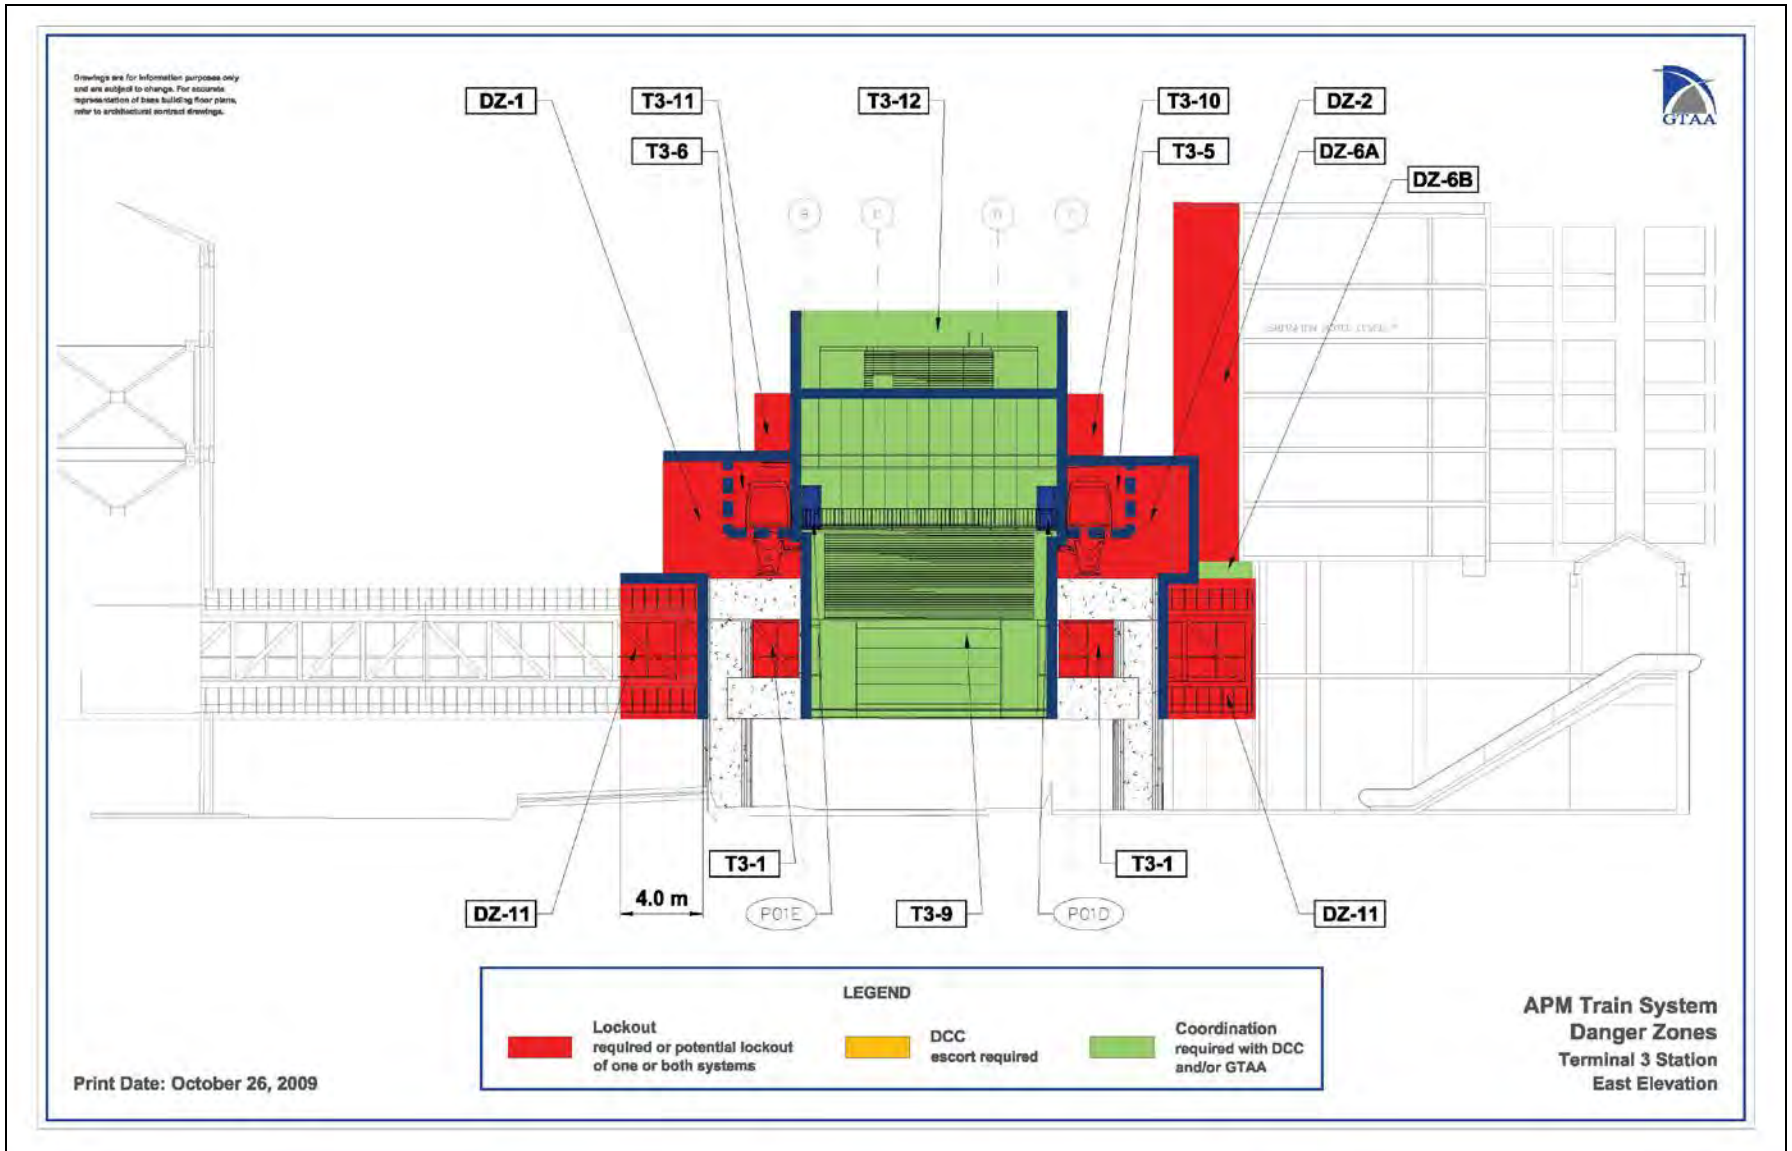 Drawings are for information purposes only
and are subject to change. For accurate
representation of base building floor plans,
refer to architectural contract drawings.
DZ-1
T3-11
T3-12
T3-10
DZ-2
GTAA
T3-6
T3-5
DZ-6A
DZ-6B
T3-1
T3-1
4.0 m
DZ-11
P01E
T3-9
P01D
DZ-11
LEGEND
Lockout
required or potential lockout
of one or both systems
DCC
escort required
Coordination
required with DCC
and/or GTAA
APM Train System
Danger Zones
Terminal 3 Station
East Elevation
Print Date: October 26, 2009